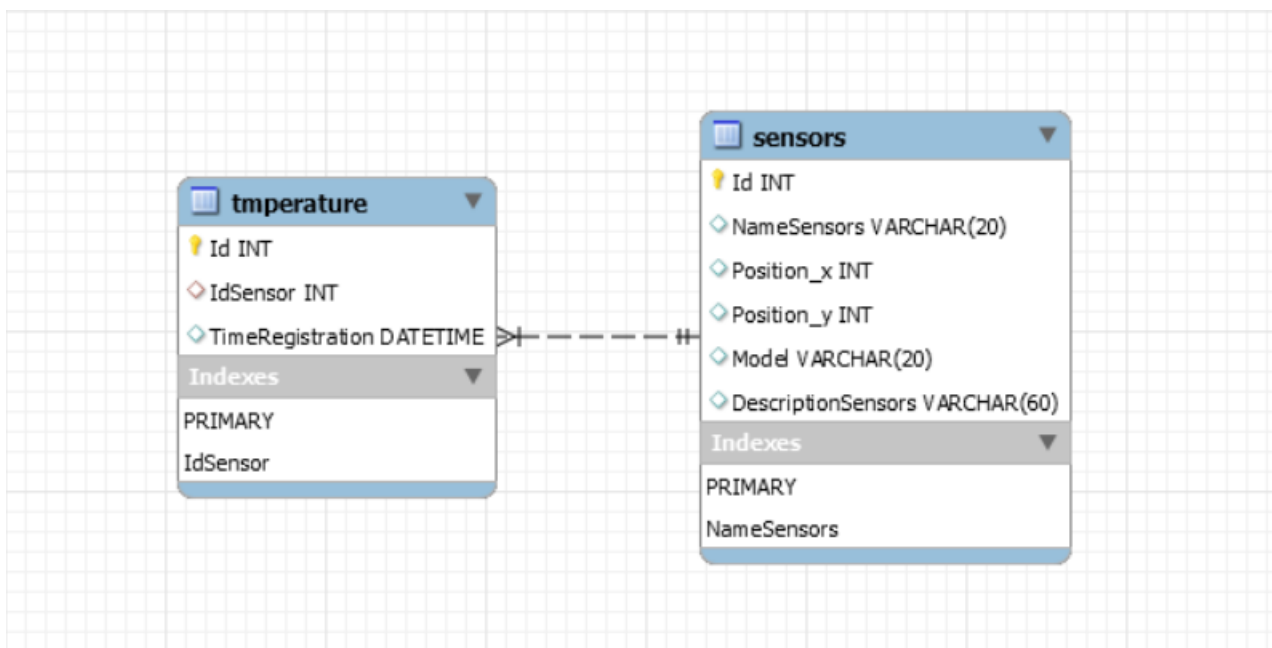 tmperature
Id INT
IdSensor INT
TimeRegistration DATETIME
Indexes
PRIMARY
IdSensor
sensors
Id INT
NameSensors VARCHAR(20)
Position_x INT
Position_y INT
Model VARCHAR(20)
DescriptionSensors VARCHAR(60)
Indexes
PRIMARY
NameSensors